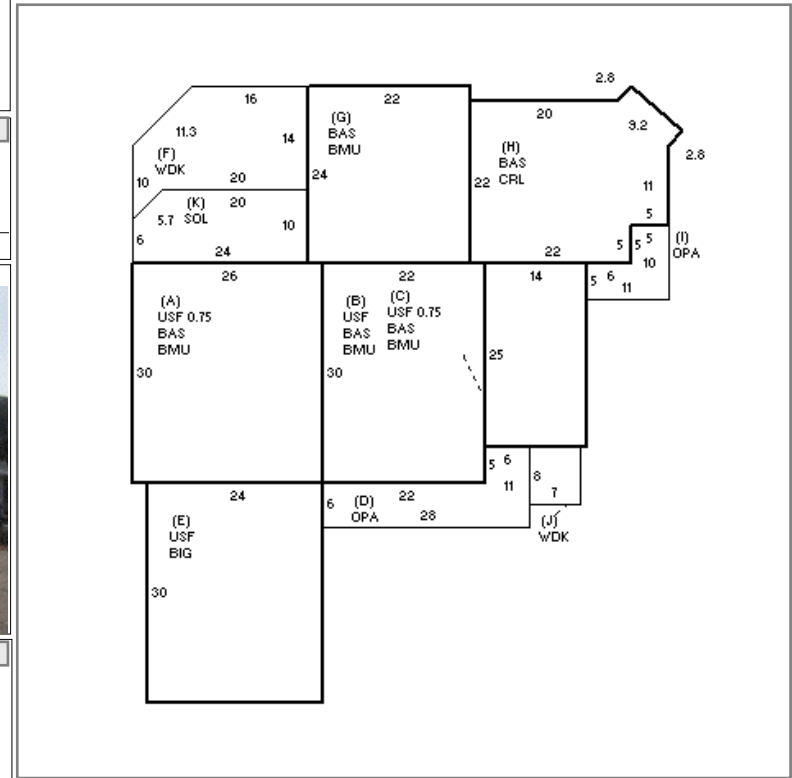 2.8
16
22
20
9.2
2.8
11.3
14
(G)
BAS
BMU
(F)
WDK
(H)
BAS
CRL
10
20
24
22
11
5.7
(K)
SOL
20
10
5
6
24
22
5
5
5
10
(I)
OPA
26
22
14
5
6
11
(A)
USF 0.75
BAS
BMU
(B)
USF
BAS
BMU
(C)
USF 0.75
BAS
BMU
30
30
25
24
5
6
11
8
7
6
(D)
OPA
22
28
(J)
WDK
(E)
USF
BIG
30